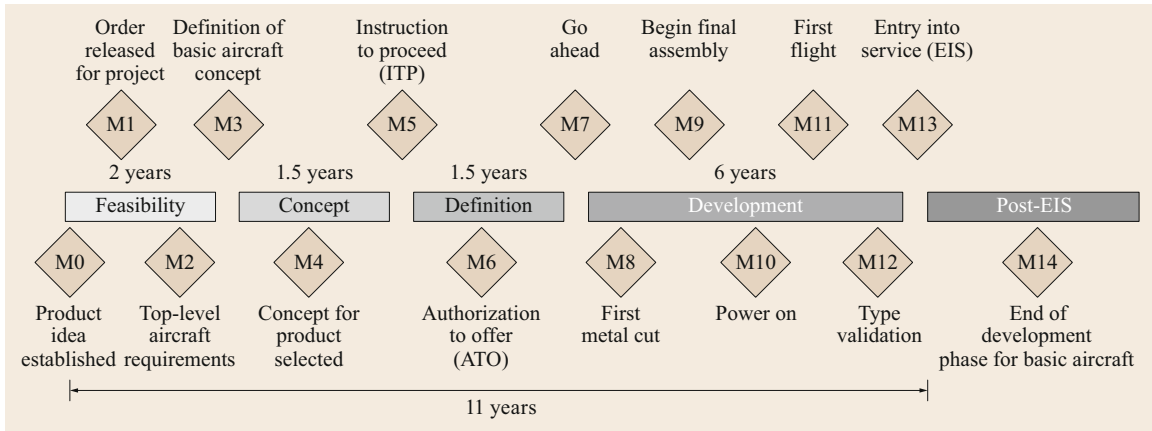 Order
released
for project
Definition of
basic aircraft
concept
Instruction
to proceed
(ITP)
Go
ahead
Begin final
assembly
First
flight
Entry into
service (EIS)
M1
M3
M5
M7
M9
M11
M13
2 years
1.5 years
1.5 years
6 years
Feasibility
Concept
Definition
Development
Post-EIS
M0
M2
M4
M6
M8
M10
M12
M14
Product
idea
established
Top-level
aircraft
requirements
Concept for
product
selected
Authorization
to offer
(ATO)
First
metal cut
Power on
Type
validation
End of
development
phase for basic aircraft
11 years